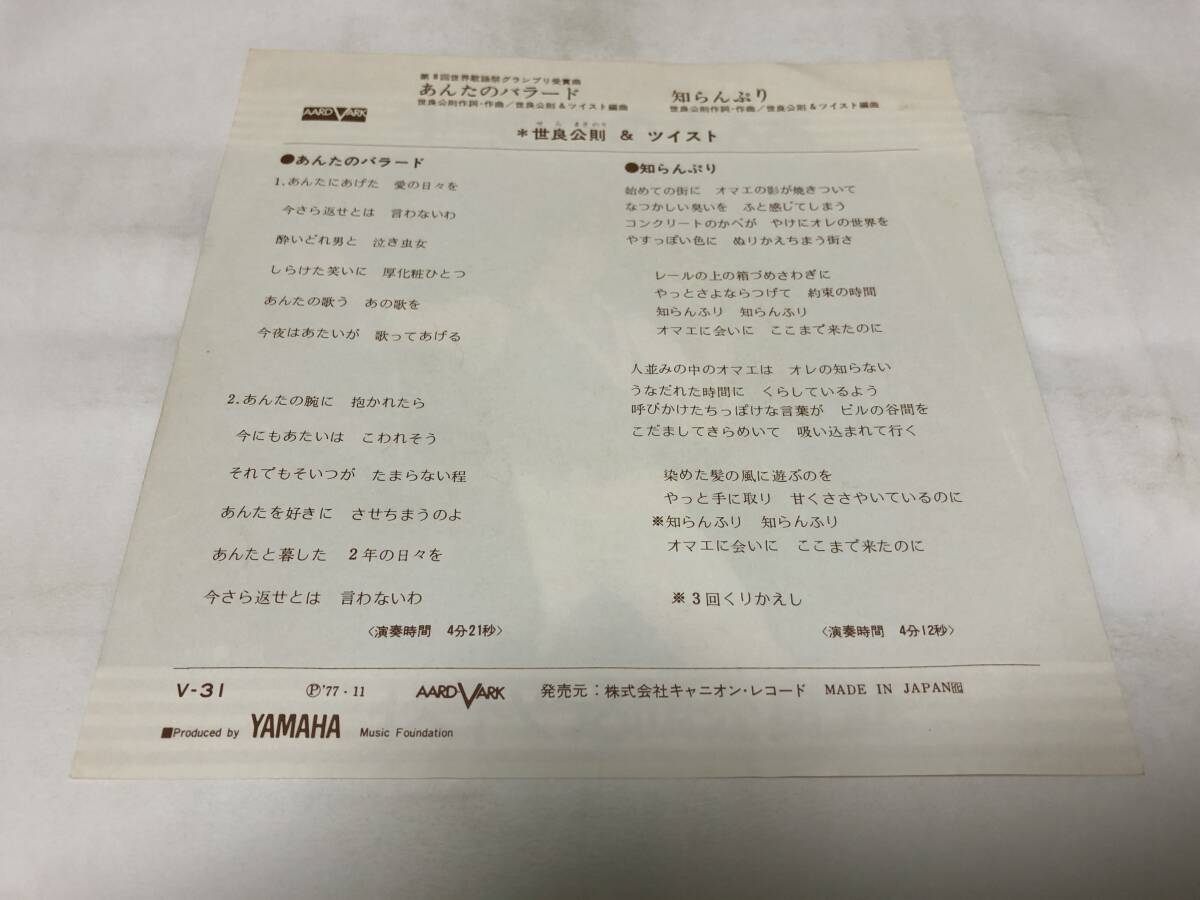 第8回世界歌謡祭グランプリ受賞曲
あんたのバラード
世良公則作詞・作曲/世良公則&ツイスト編曲
知らんぷり
世良公則作詞・作曲/世良公則&ツイスト編曲
AARDVARK
せら まさのり
*世良公則 & ツイスト
●あんたのバラード
1.あんたにあげた 愛の日々を
今さら返せとは 言わないわ
酔いどれ男と 泣き虫女
しらけた笑いに 厚化粧ひとつ
あんたの歌う あの歌を
今夜はあたいが 歌ってあげる
2.あんたの腕に 抱かれたら
今にもあたいは こわれそう
それでもそいつが たまらない程
あんたを好きに させちまうのよ
あんたと暮した 2年の日々を
今さら返せとは 言わないわ
〈演奏時間 4分21秒〉
●知らんぷり
始めての街に オマエの影が焼きついて
なつかしい臭いを ふと感じてしまう
コンクリートのかべが やけにオレの世界を
やすっぽい色に ぬりかえちまう街さ
レールの上の箱づめさわぎに
やっとさよならつげて 約束の時間
知らんふり 知らんふり
オマエに会いに ここまで来たのに
人並みの中のオマエは オレの知らない
うなだれた時間に くらしているよう
呼びかけたちっぽけな言葉が ビルの谷間を
こだましてきらめいて 吸い込まれて行く
染めた髪の風に遊ぶのを
やっと手に取り 甘くささやいているのに
※知らんふり 知らんふり
オマエに会いに ここまで来たのに
※3回くりかえし
〈演奏時間 4分12秒〉
V-31 Ⓟ'77・11 AARDVARK 発売元:株式会社キャニオン・レコード MADE IN JAPAN
■Produced by YAMAHA Music Foundation